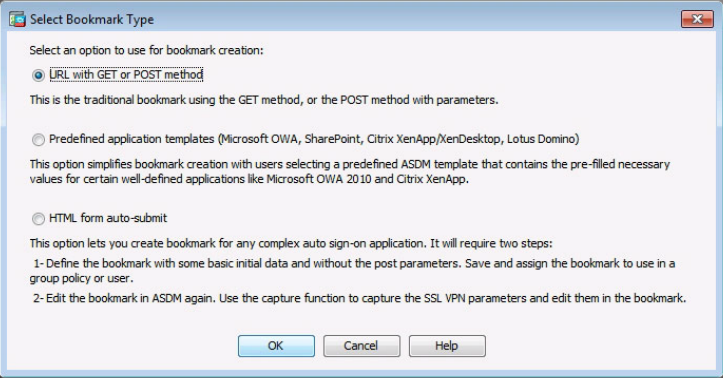 Select Bookmark Type
Select an option to use for bookmark creation:
URL with GET or POST method
This is the traditional bookmark using the GET method, or the POST method with parameters.
Predefined application templates (Microsoft OWA, SharePoint, Citrix XenApp/XenDesktop, Lotus Domino)
This option simplifies bookmark creation with users selecting a predefined ASDM template that contains the pre-filled necessary
values for certain well-defined applications like Microsoft OWA 2010 and Citrix XenApp.
HTML form auto-submit
This option lets you create bookmark for any complex auto sign-on application. It will require two steps:
1- Define the bookmark with some basic initial data and without the post parameters. Save and assign the bookmark to use in a
group policy or user.
2- Edit the bookmark in ASDM again. Use the capture function to capture the SSL VPN parameters and edit them in the bookmark.
OK Cancel Help